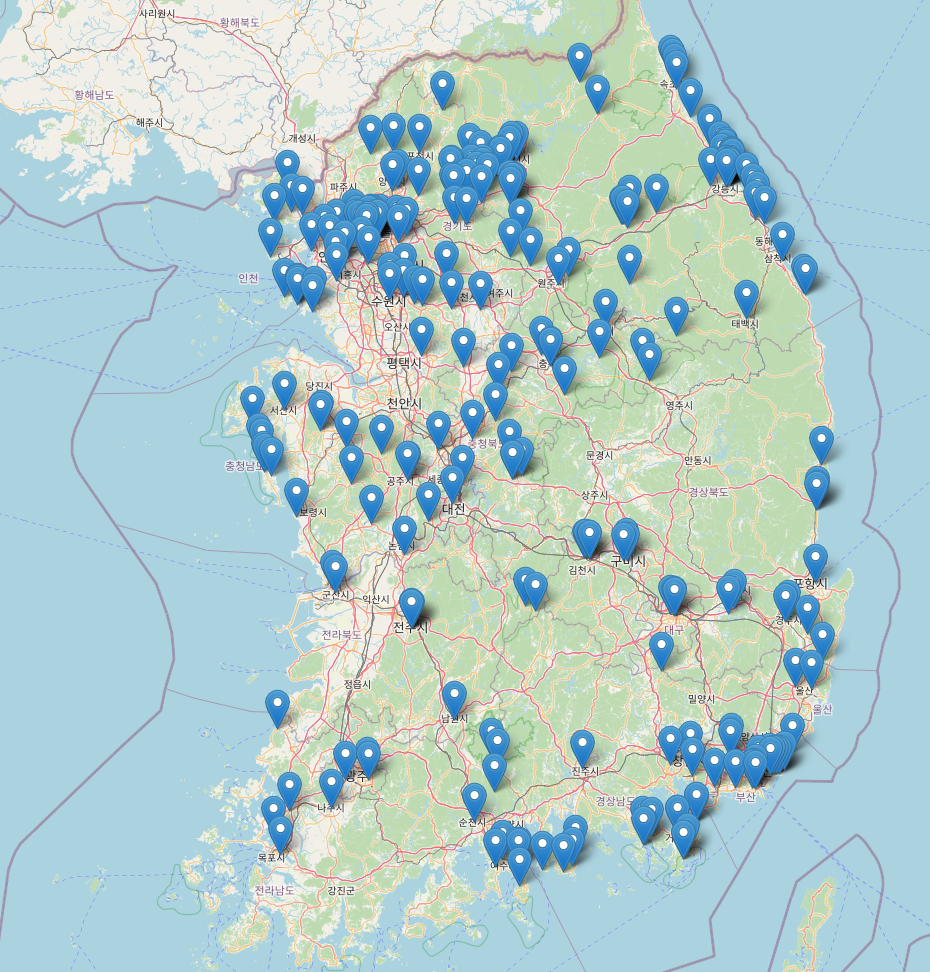 사리원시
황해북도
황해남도
해주시
개성시
속초
포천시
파주시
강릉시
경기도
동해
삼척시
인천
수원시
원주시
여주시
오산시
태백시
평택시
당진시
천안시
서산시
영주시
충청북도
문경시
안동시
충청남도
공주시
상주시
경상북도
보령시
대전
논산시
김천시
구미시
포항시
군산시
익산시
전주시
대구
경주시
전라북도
정읍시
밀양시
울산
남원시
울산
광주
진주시
부산
나주시
경상남도
순천시
목포시
전라남도
강진군